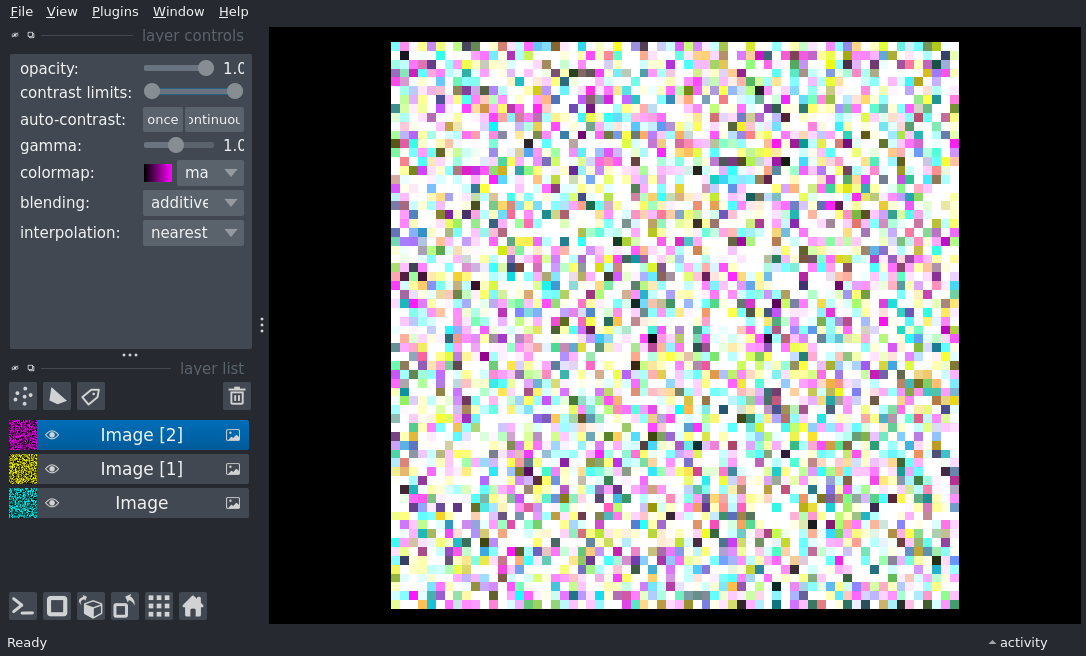 File View Plugins Window Help
layer controls
opacity: 1.0
contrast limits:
auto-contrast: once ontinuou
gamma: 1.0
colormap: ma
blending: additive
interpolation: nearest
layer list
Image [2]
Image [1]
Image
Ready activity